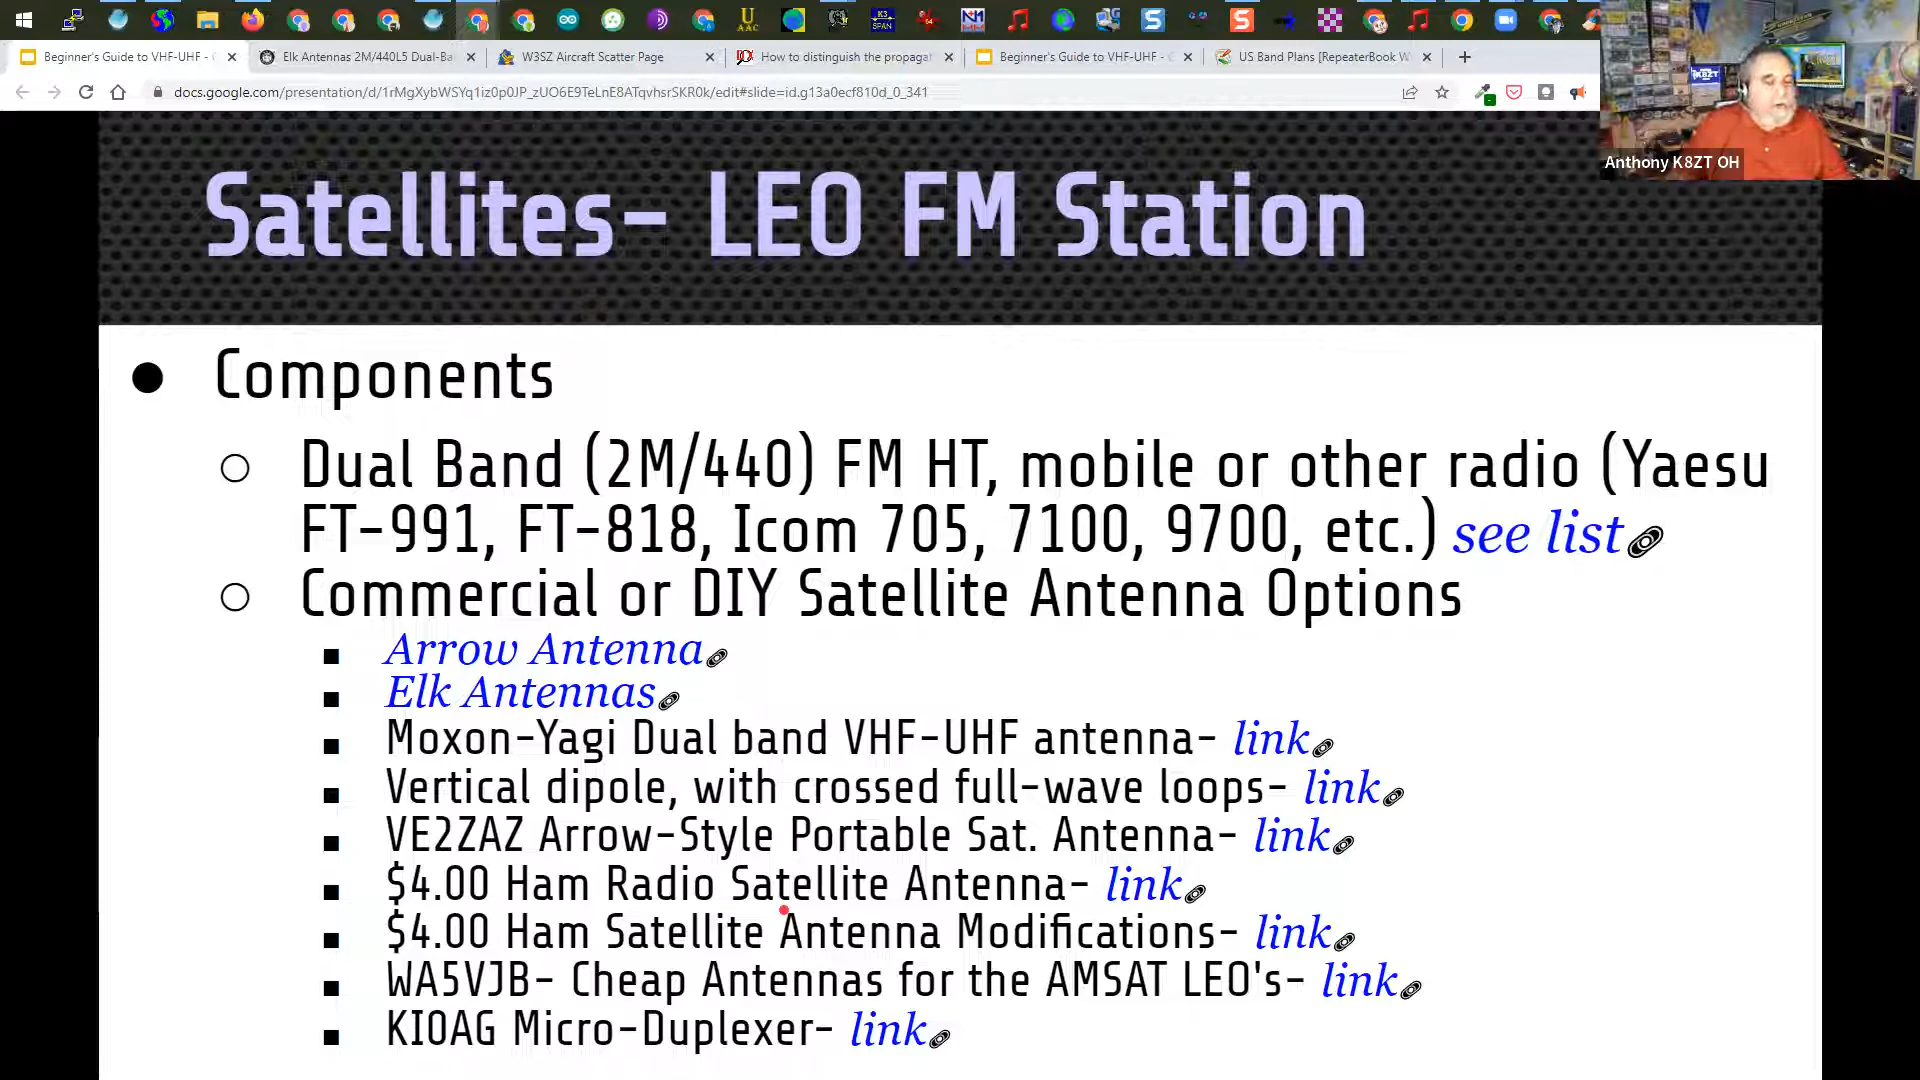 Beginner's Guide to VHF-UHF - G
Elk Antennas 2M/440L5 Dual-Ba
W3SZ Aircraft Scatter Page
How to distinguish the propagat
Beginner's Guide to VHF-UHF - G
US Band Plans [RepeaterBook W
docs.google.com/presentation/d/1rMgXybWSYq1iz0p0JP_zUO6E9TeLnE8ATqvhsrSKR0k/edit#slide=id.g13a0ecf810d_0_341
K8ZT
Anthony K8ZT OH
Satellites- LEO FM Station
Components
Dual Band (2M/440) FM HT, mobile or other radio (Yaesu
FT-991, FT-818, Icom 705, 7100, 9700, etc.) see list
Commercial or DIY Satellite Antenna Options
Arrow Antenna
Elk Antennas
Moxon-Yagi Dual band VHF-UHF antenna- link
Vertical dipole, with crossed full-wave loops- link
VE2ZAZ Arrow-Style Portable Sat. Antenna- link
$4.00 Ham Radio Satellite Antenna- link
$4.00 Ham Satellite Antenna Modifications- link
WA5VJB- Cheap Antennas for the AMSAT LEO's- link
KI0AG Micro-Duplexer- link